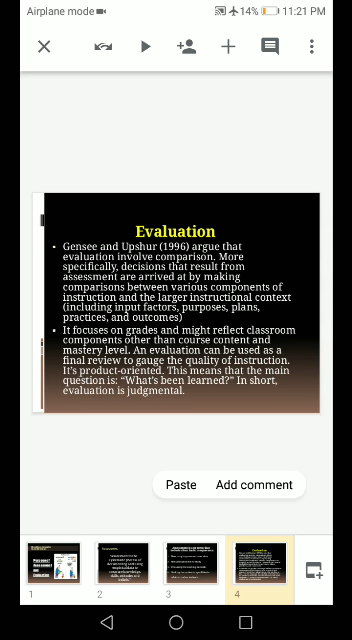 Airplane mode
14%
11:21 PM
Evaluation
• Gensee and Upshur (1996) argue that
evaluation involve comparison. More
specifically, decisions that result from
assessment are arrived at by making
comparisons between various components of
instruction and the larger instructional context
(including input factors, purposes, plans,
practices, and outcomes)
• It focuses on grades and might reflect classroom
components other than course content and
mastery level. An evaluation can be used as a
final review to gauge the quality of instruction.
It's product-oriented. This means that the main
question is: “What's been learned?” In short,
evaluation is judgmental.
Paste
Add comment
1
2
3
4